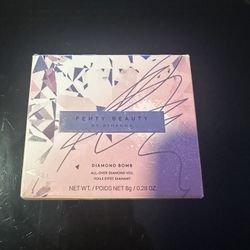 FENTY BEAUTY
BY RIHANNA
DIAMOND BOMB
ALL-OVER DIAMOND VEIL
VOILE EFFET DIAMANT
NET WT. / POIDS NET 8g / 0.28 OZ.